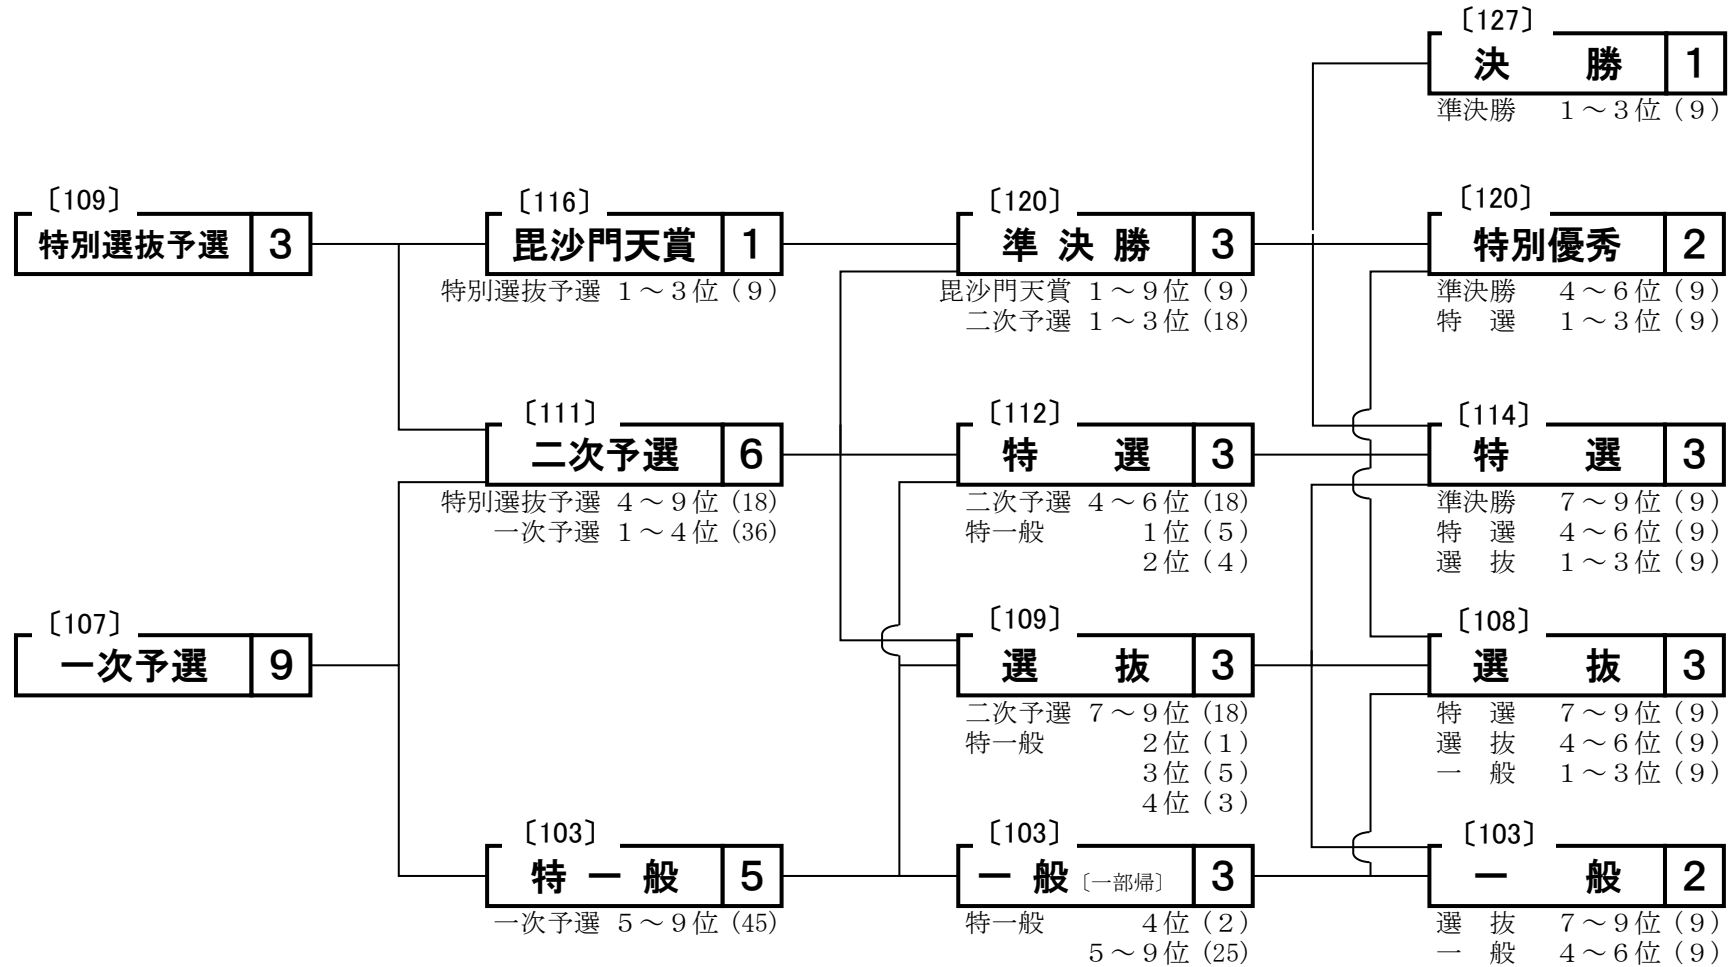 〔109〕
特別選抜予選 3
〔107〕
一次予選 9
〔116〕
毘沙門天賞 1
特別選抜予選 1～3位（9）
〔111〕
二次予選 6
特別選抜予選 4～9位（18）
一次予選 1～4位（36）
〔103〕
特一般 5
一次予選 5～9位（45）
〔120〕
準決勝 3
毘沙門天賞 1～9位（9）
二次予選 1～3位（18）
〔112〕
特選 3
二次予選 4～6位（18）
特一般 1位（5）
2位（4）
〔109〕
選抜 3
二次予選 7～9位（18）
特一般 2位（1）
3位（5）
4位（3）
〔103〕
一般〔一部帰〕 3
特一般 4位（2）
5～9位（25）
〔127〕
決勝 1
準決勝 1～3位（9）
〔120〕
特別優秀 2
準決勝 4～6位（9）
特選 1～3位（9）
〔114〕
特選 3
準決勝 7～9位（9）
特選 4～6位（9）
選抜 1～3位（9）
〔108〕
選抜 3
特選 7～9位（9）
選抜 4～6位（9）
一般 1～3位（9）
〔103〕
一般 2
選抜 7～9位（9）
一般 4～6位（9）